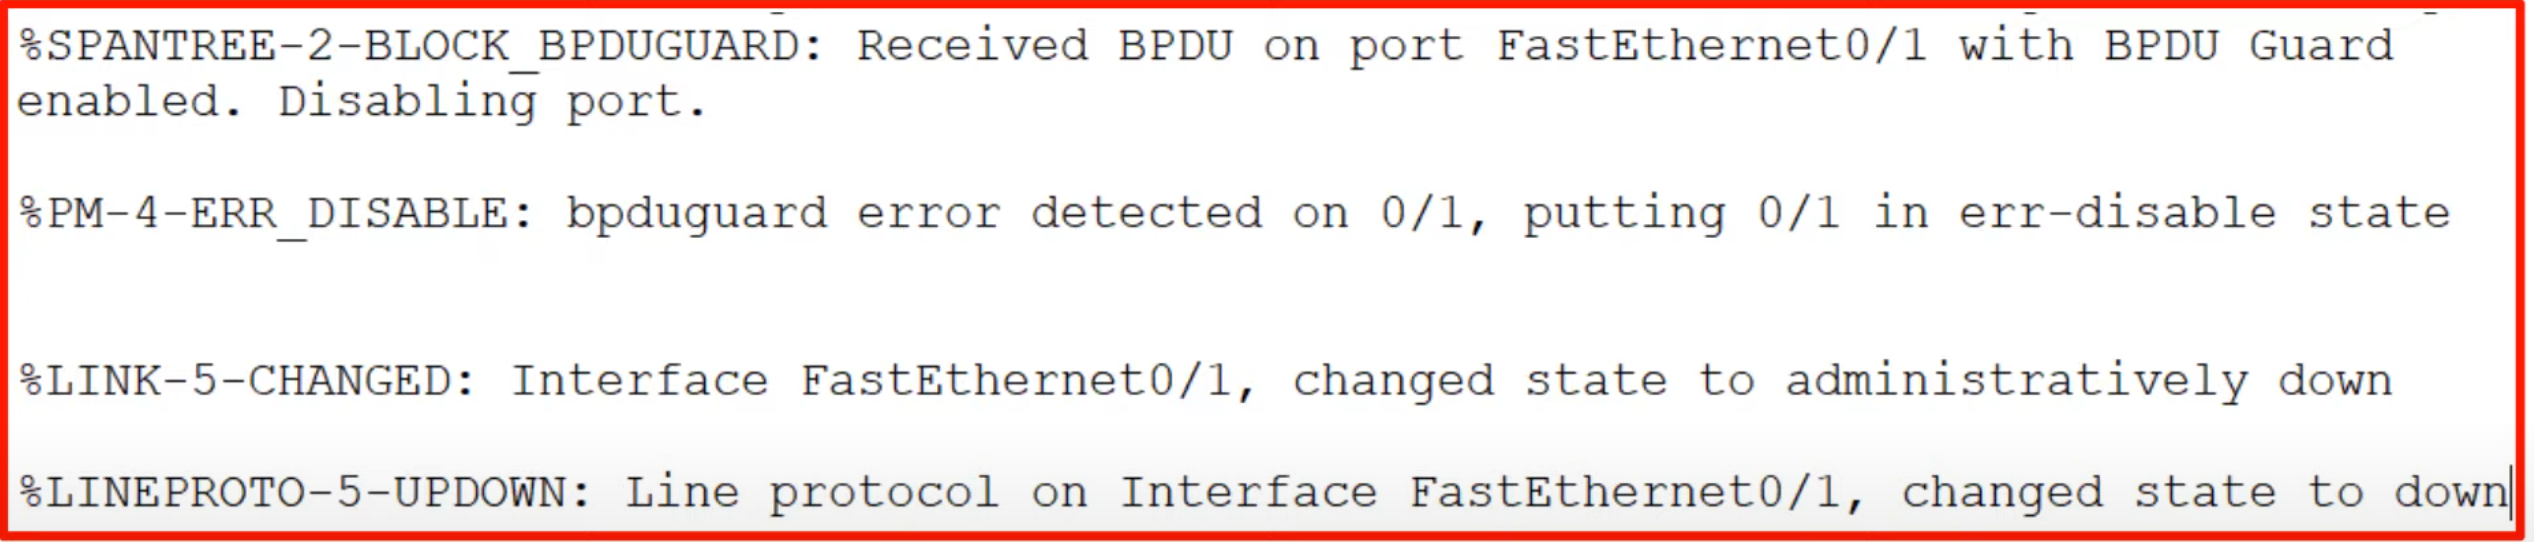 %SPANTREE-2-BLOCK_BPDUGUARD: Received BPDU on port FastEthernet0/1 with BPDU Guard
enabled. Disabling port.
%PM-4-ERR_DISABLE: bpduguard error detected on 0/1, putting 0/1 in err-disable state
%LINK-5-CHANGED: Interface FastEthernet0/1, changed state to administratively down
%LINEPROTO-5-UPDOWN: Line protocol on Interface FastEthernet0/1, changed state to down